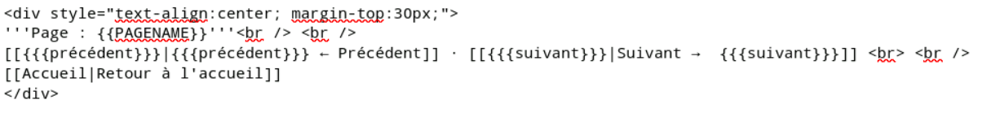 <div style="text-align:center; margin-top:30px;">
'''Page : {{PAGENAME}}'''<br /> <br />
[[{{{précédent}}}|{{{précédent}}} ← Précédent]] · [[{{{suivant}}}|Suivant →  {{{suivant}}}]] <br> <br />
[[Accueil|Retour à l'accueil]]
</div>